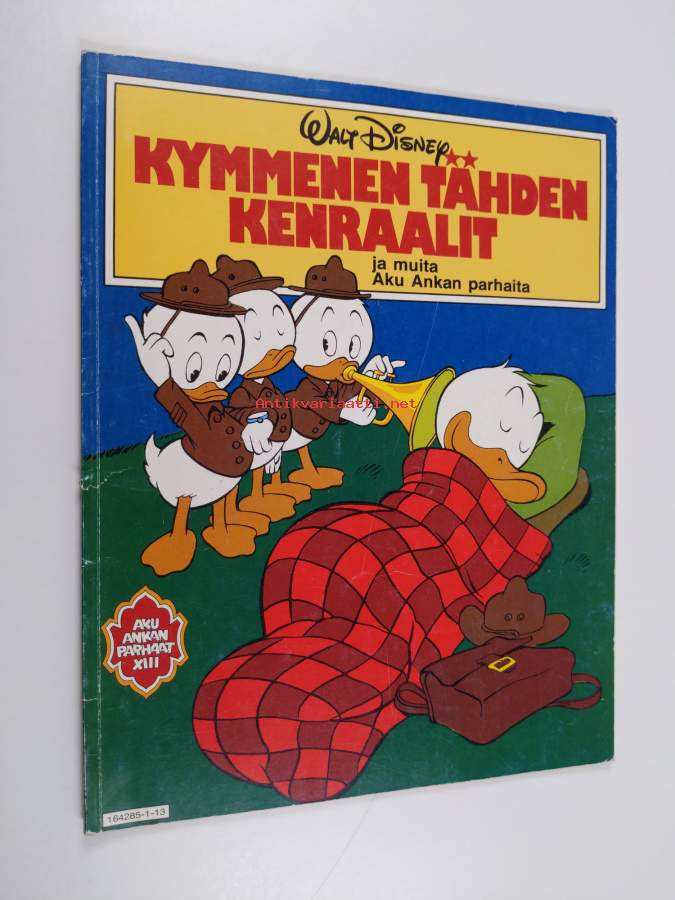 WALT DISNEY
KYMMENEN TÄHDEN
KENRAALIT
ja muita
Aku Ankan parhaita
Antikvariaatti.net
AKU
ANKAN
PARHAAT
XIII
164285-1-13